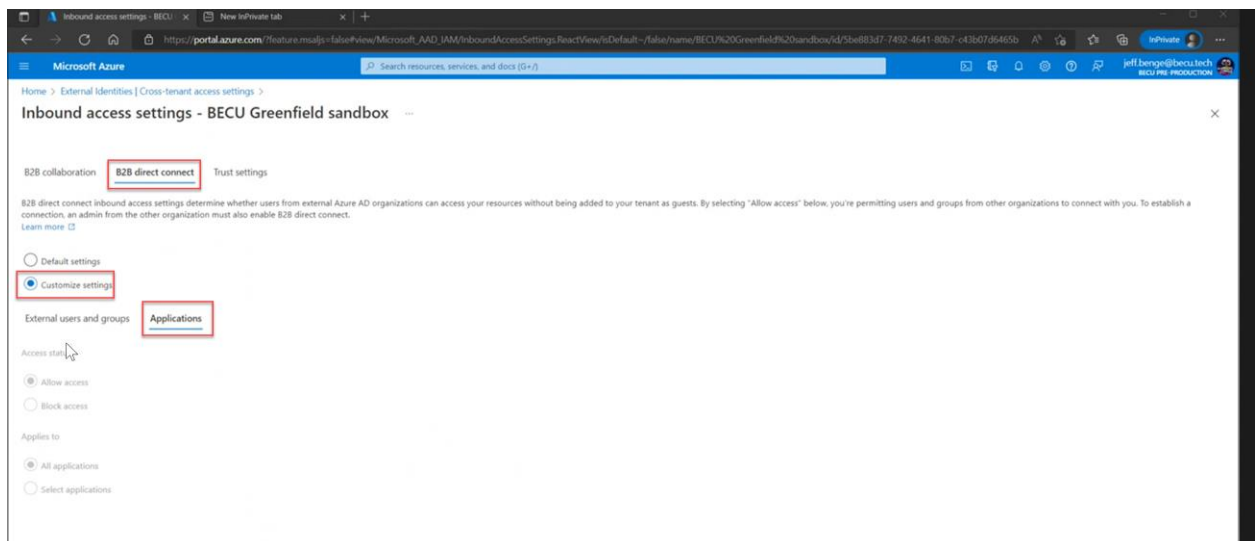 Inbound access settings - BECU
New InPrivate tab
https://portal.azure.com/?feature.msaljs=false#view/Microsoft_AAD_IAM/InboundAccessSettings.ReactView/isDefault~/false/name/BECU%20Greenfield%20sandbox/id/5be883d7-7492-4641-80b7-c43b07d6465b
InPrivate
Microsoft Azure
Search resources, services, and docs (G+/)
jeff.benge@becu.tech
BECU PRE-PRODUCTION
Home > External Identities | Cross-tenant access settings >
Inbound access settings - BECU Greenfield sandbox ...
B2B collaboration B2B direct connect Trust settings
B2B direct connect inbound access settings determine whether users from external Azure AD organizations can access your resources without being added to your tenant as guests. By selecting "Allow access" below, you're permitting users and groups from other organizations to connect with you. To establish a
connection, an admin from the other organization must also enable B2B direct connect.
Learn more
Default settings
Customize settings
External users and groups Applications
Access status
Allow access
Block access
Applies to
All applications
Select applications